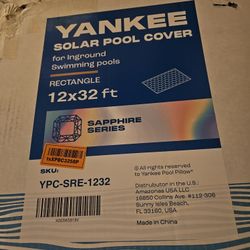 YANKEE
SOLAR POOL COVER
for Inground
Swimming pools
RECTANGLE
12x32 ft
SAPPHIRE
SERIES
SKU:
YPC-SRE-1232
® All rights reserved
to Yankee Pool Pillow®
Distriubutor in the U.S./
Amazonas USA LLC
16850 Collins Ave. #112-306
Sunny Isles Beach,
FL 33160, USA
Made in China